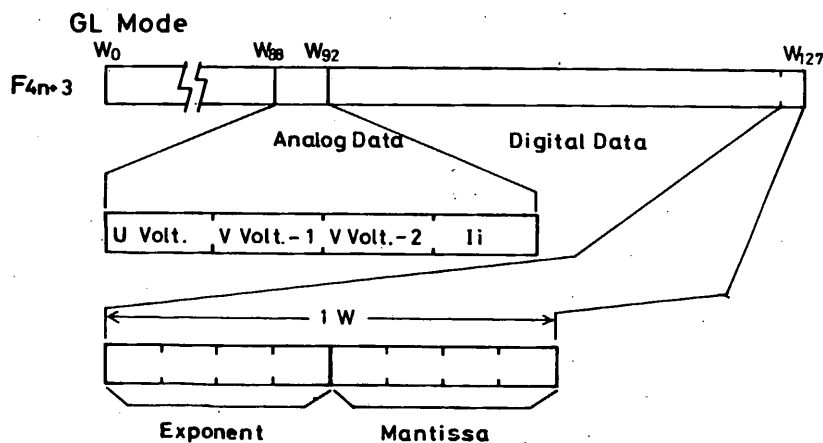 GL Mode
W0 W88 W92 W127
F4n+3
Analog Data Digital Data
U Volt. V Volt.-1 V Volt.-2 Ii
1 W
Exponent Mantissa